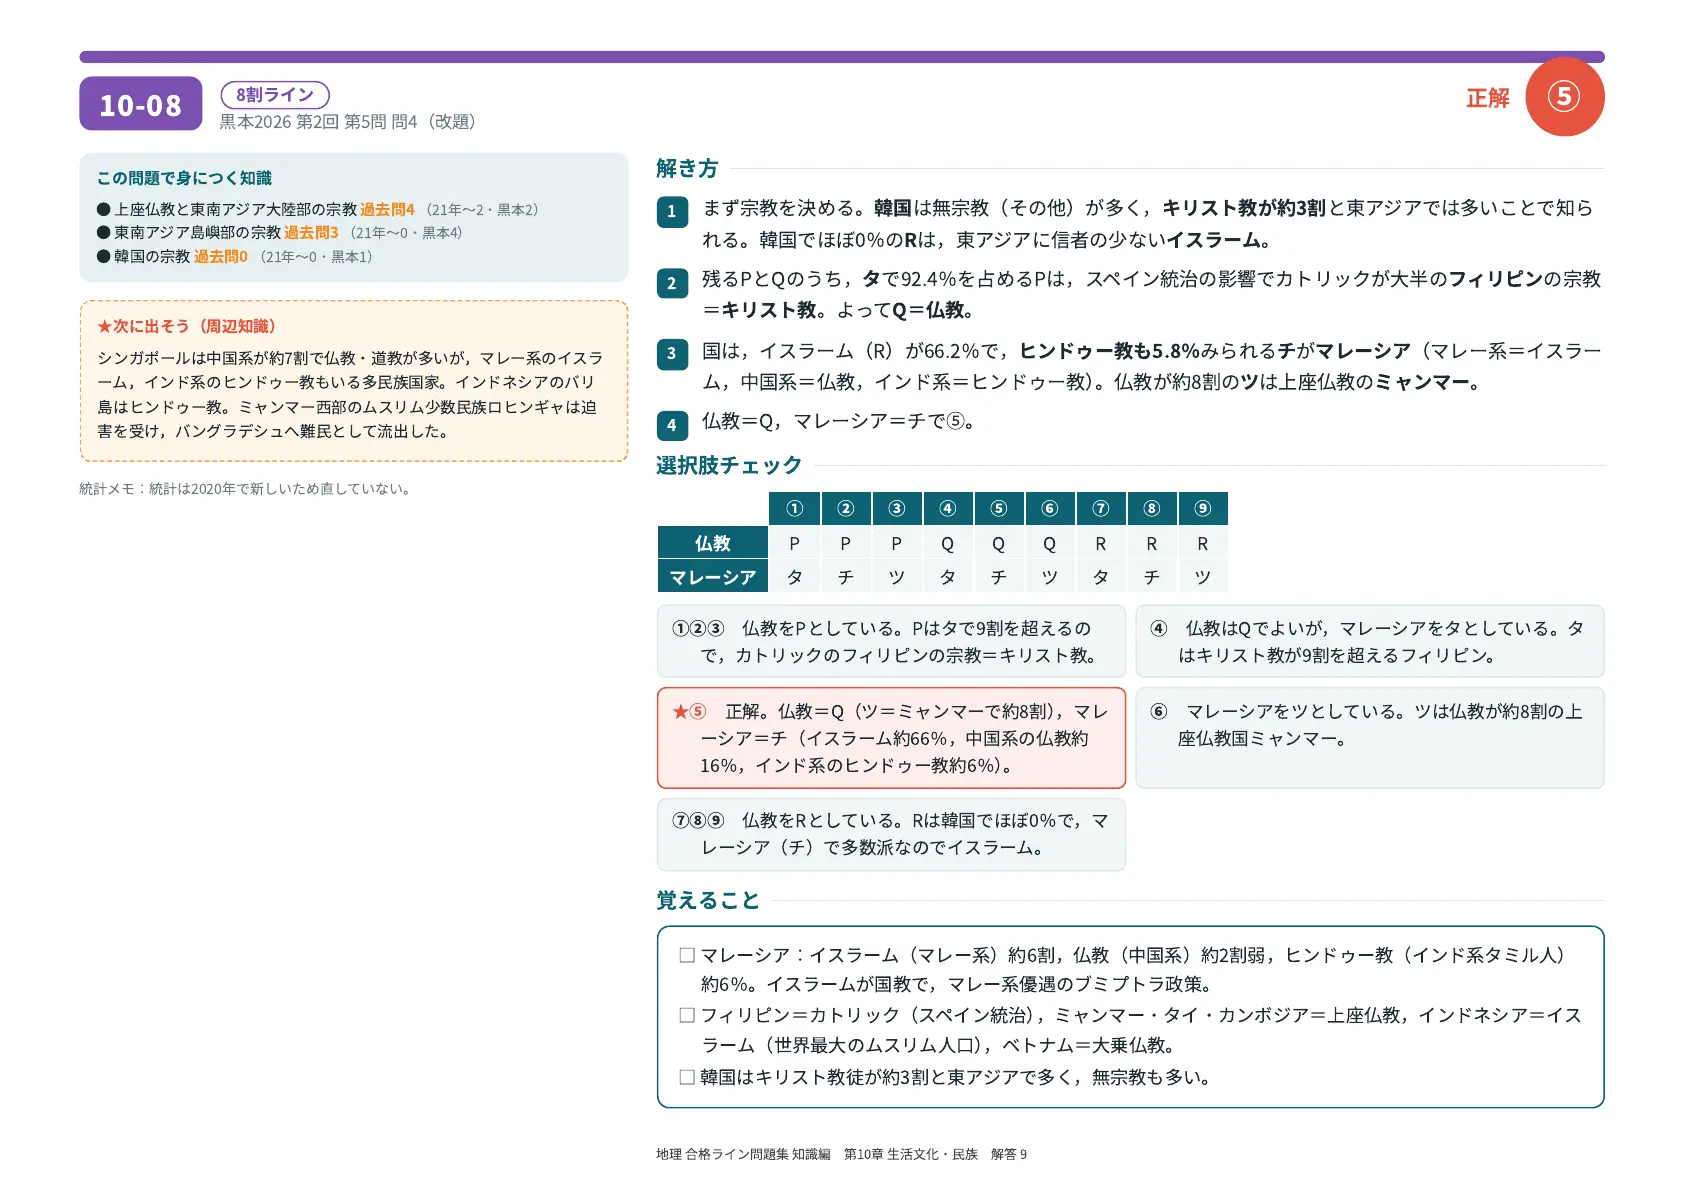 10-08
8割ライン
黒本2026 第2回 第5問 問4（改題）
正解 ⑤
この問題で身につく知識
● 上座仏教と東南アジア大陸部の宗教 過去問4 （21年〜2・黒本2）
● 東南アジア島嶼部の宗教 過去問3 （21年〜0・黒本4）
● 韓国の宗教 過去問0 （21年〜0・黒本1）
★次に出そう（周辺知識）
シンガポールは中国系が約7割で仏教・道教が多いが，マレー系のイスラ
ーム，インド系のヒンドゥー教もいる多民族国家。インドネシアのバリ
島はヒンドゥー教。ミャンマー西部のムスリム少数民族ロヒンギャは迫
害を受け，バングラデシュへ難民として流出した。
統計メモ：統計は2020年で新しいため直していない。
解き方
1 まず宗教を決める。韓国は無宗教（その他）が多く，キリスト教が約3割と東アジアでは多いことで知ら
れる。韓国でほぼ0％のRは，東アジアに信者の少ないイスラーム。
2 残るPとQのうち，タで92.4％を占めるPは，スペイン統治の影響でカトリックが大半のフィリピンの宗教
＝キリスト教。よってQ＝仏教。
3 国は，イスラーム（R）が66.2％で，ヒンドゥー教も5.8％みられるチがマレーシア（マレー系＝イスラー
ム，中国系＝仏教，インド系＝ヒンドゥー教）。仏教が約8割のツは上座仏教のミャンマー。
4 仏教＝Q，マレーシア＝チで⑤。
選択肢チェック
① ② ③ ④ ⑤ ⑥ ⑦ ⑧ ⑨
仏教 P P P Q Q Q R R R
マレーシア タ チ ツ タ チ ツ タ チ ツ
①②③ 仏教をPとしている。Pはタで9割を超えるの
で，カトリックのフィリピンの宗教＝キリスト教。
④ 仏教はQでよいが，マレーシアをタとしている。タ
はキリスト教が9割を超えるフィリピン。
★⑤ 正解。仏教＝Q（ツ＝ミャンマーで約8割），マレ
ーシア＝チ（イスラーム約66％，中国系の仏教約
16％，インド系のヒンドゥー教約6％）。
⑥ マレーシアをツとしている。ツは仏教が約8割の上
座仏教国ミャンマー。
⑦⑧⑨ 仏教をRとしている。Rは韓国でほぼ0％で，マ
レーシア（チ）で多数派なのでイスラーム。
覚えること
□ マレーシア：イスラーム（マレー系）約6割，仏教（中国系）約2割弱，ヒンドゥー教（インド系タミル人）
約6％。イスラームが国教で，マレー系優遇のブミプトラ政策。
□ フィリピン＝カトリック（スペイン統治），ミャンマー・タイ・カンボジア＝上座仏教，インドネシア＝イス
ラーム（世界最大のムスリム人口），ベトナム＝大乗仏教。
□ 韓国はキリスト教徒が約3割と東アジアで多く，無宗教も多い。
地理 合格ライン問題集 知識編 第10章 生活文化・民族 解答 9